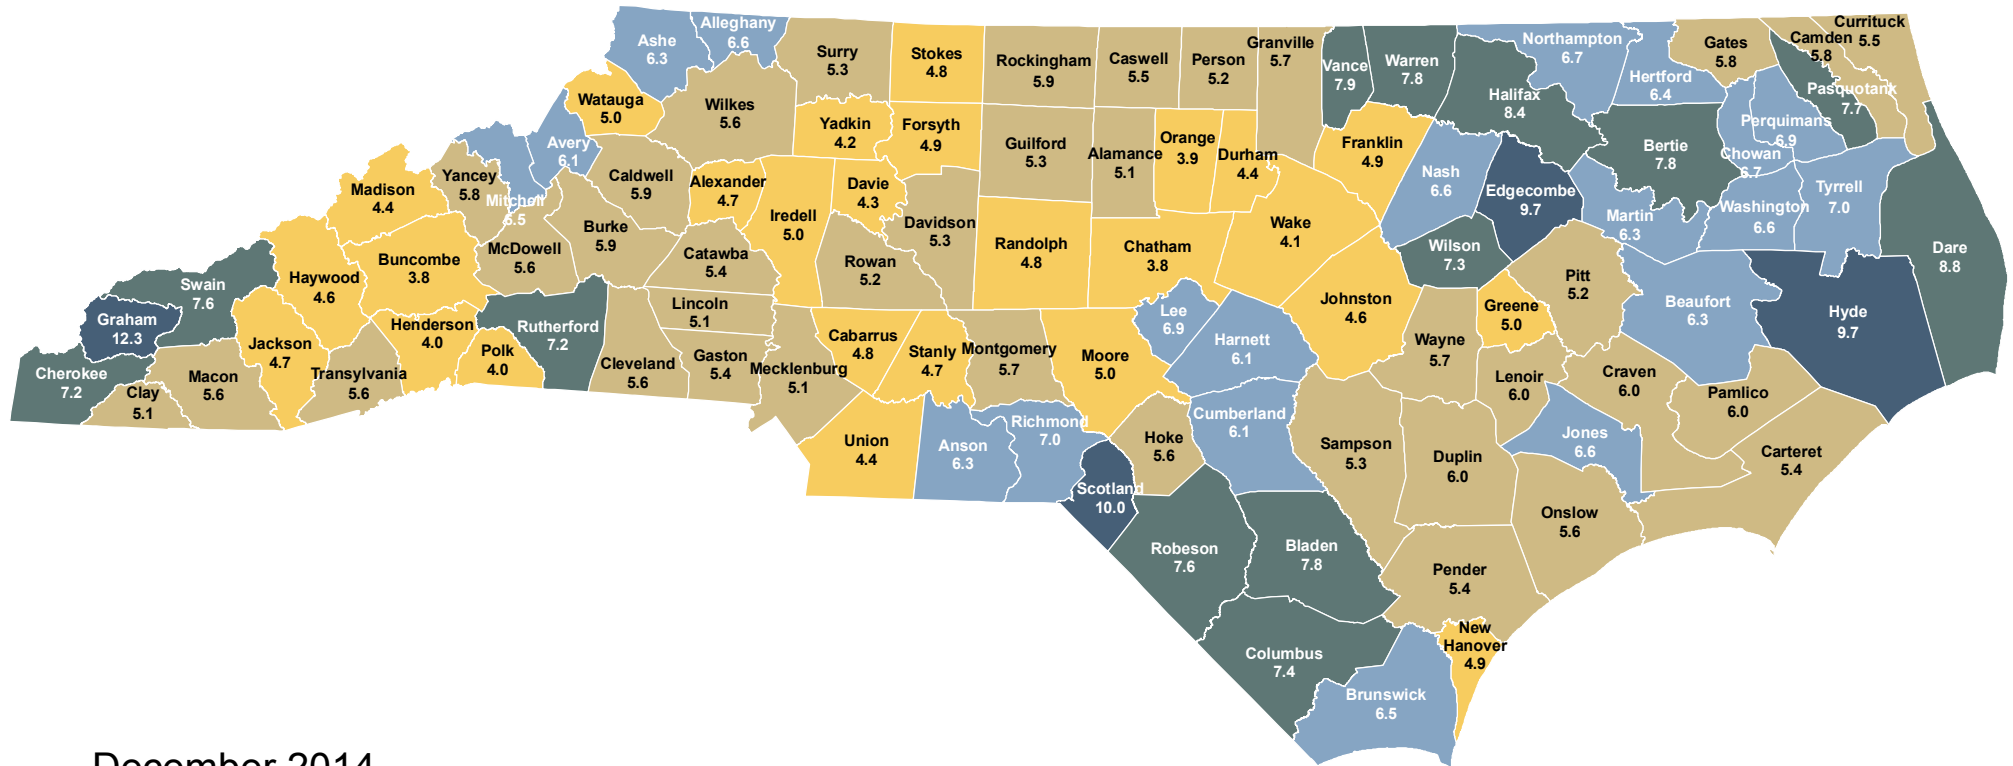 Ashe
6.3
Alleghany
6.6
Surry
5.3
Stokes
4.8
Rockingham
5.9
Caswell
5.5
Person
5.2
Granville
5.7
Vance
7.9
Warren
7.8
Northampton
6.7
Gates
5.8
Camden
5.8
Currituck
5.5
Halifax
8.4
Hertford
6.4
Pasquotank
7.7
Perquimans
6.9
Chowan
6.7
Watauga
5.0
Wilkes
5.6
Yadkin
4.2
Forsyth
4.9
Guilford
5.3
Alamance
5.1
Orange
3.9
Durham
4.4
Franklin
4.9
Nash
6.6
Edgecombe
9.7
Bertie
7.8
Martin
6.3
Washington
6.6
Tyrrell
7.0
Dare
8.8
Madison
4.4
Yancey
5.8
Mitchell
6.5
Avery
6.1
Caldwell
5.9
Alexander
4.7
Iredell
5.0
Davie
4.3
Davidson
5.3
Randolph
4.8
Chatham
3.8
Wake
4.1
Wilson
7.3
Pitt
5.2
Beaufort
6.3
Hyde
9.7
Swain
7.6
Haywood
4.6
Buncombe
3.8
McDowell
5.6
Burke
5.9
Catawba
5.4
Rowan
5.2
Lincoln
5.1
Graham
12.3
Cherokee
7.2
Clay
5.1
Macon
5.6
Jackson
4.7
Transylvania
5.6
Henderson
4.0
Polk
4.0
Rutherford
7.2
Cleveland
5.6
Gaston
5.4
Mecklenburg
5.1
Cabarrus
4.8
Stanly
4.7
Montgomery
5.7
Moore
5.0
Lee
6.9
Harnett
6.1
Johnston
4.6
Wayne
5.7
Greene
5.0
Lenoir
6.0
Craven
6.0
Pamlico
6.0
Jones
6.6
Carteret
5.4
Union
4.4
Anson
6.3
Richmond
7.0
Scotland
10.0
Hoke
5.6
Cumberland
6.1
Sampson
5.3
Duplin
6.0
Onslow
5.6
Robeson
7.6
Bladen
7.8
Pender
5.4
New
Hanover
4.9
Columbus
7.4
Brunswick
6.5
December 2014